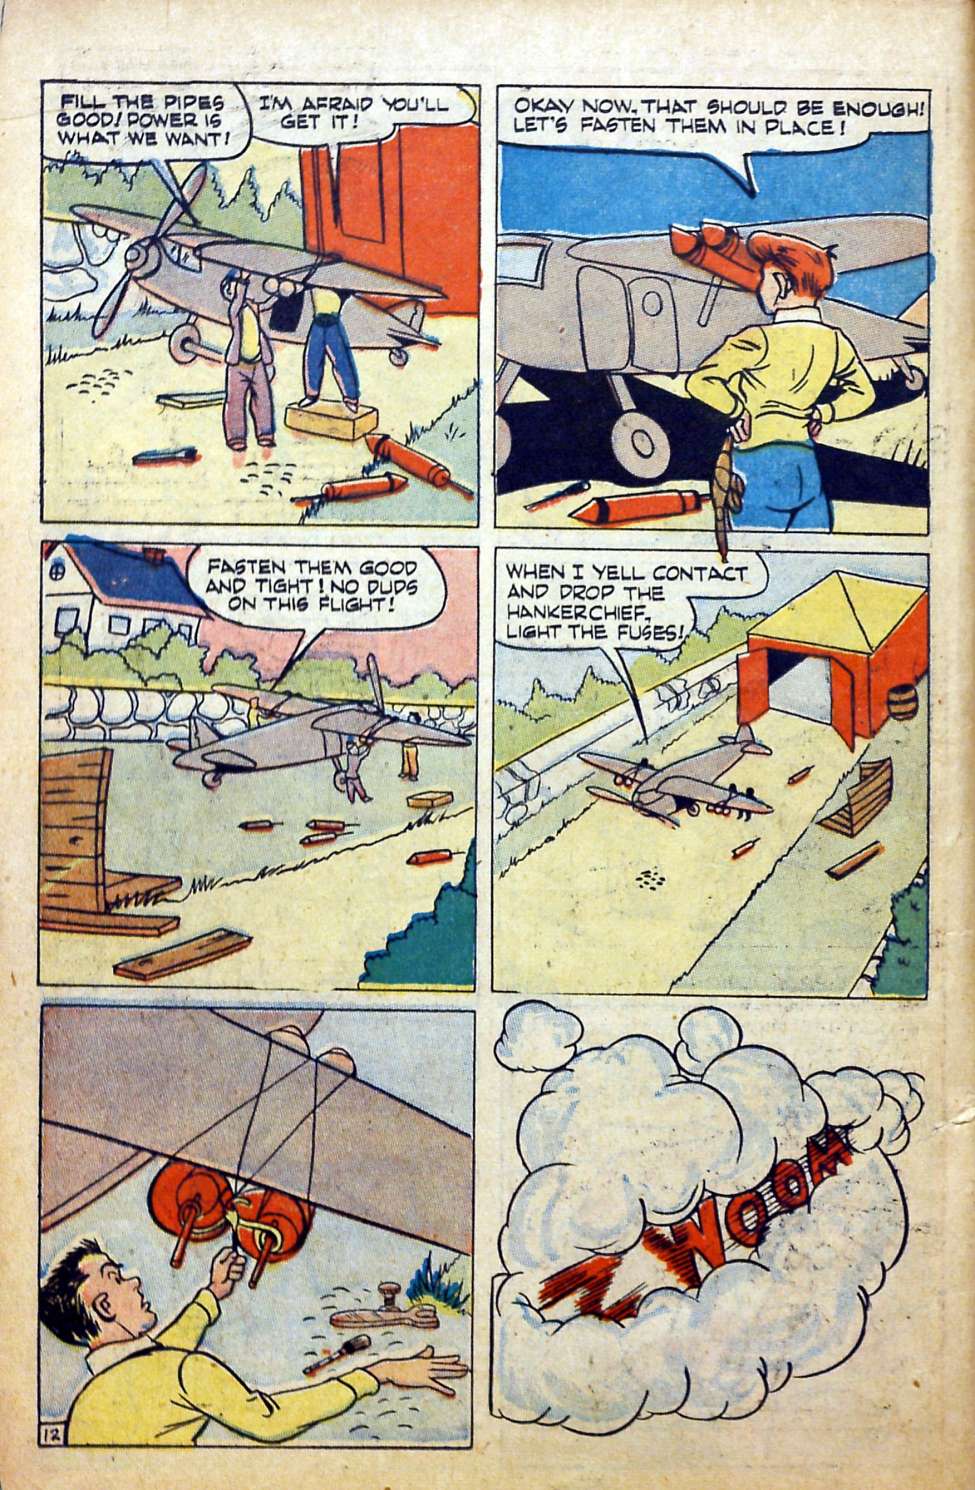 FILL THE PIPES
GOOD! POWER IS
WHAT WE WANT!
I'M AFRAID YOU'LL
GET IT!
OKAY NOW, THAT SHOULD BE ENOUGH!
LET'S FASTEN THEM IN PLACE!
FASTEN THEM GOOD
AND TIGHT! NO DUDS
ON THIS FLIGHT!
WHEN I YELL CONTACT
AND DROP THE
HANKERCHIEF,
LIGHT THE FUSES!
ZWOOM
12